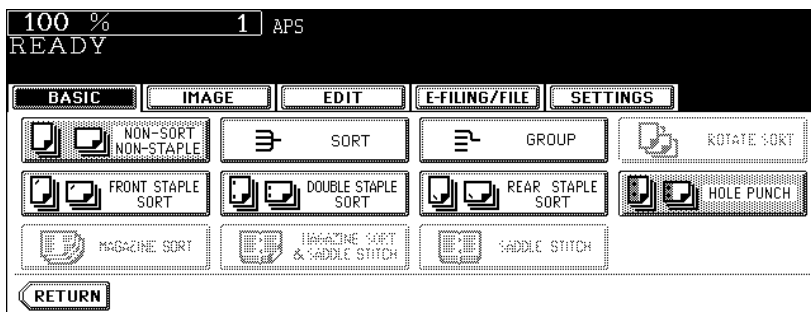 100 % 1 APS
READY
BASIC IMAGE EDIT E-FILING/FILE SETTINGS
NON-SORT
NON-STAPLE
SORT
GROUP
ROTATE SORT
FRONT STAPLE
SORT
DOUBLE STAPLE
SORT
REAR STAPLE
SORT
HOLE PUNCH
MAGAZINE SORT
MAGAZINE SORT
& SADDLE STITCH
SADDLE STITCH
RETURN